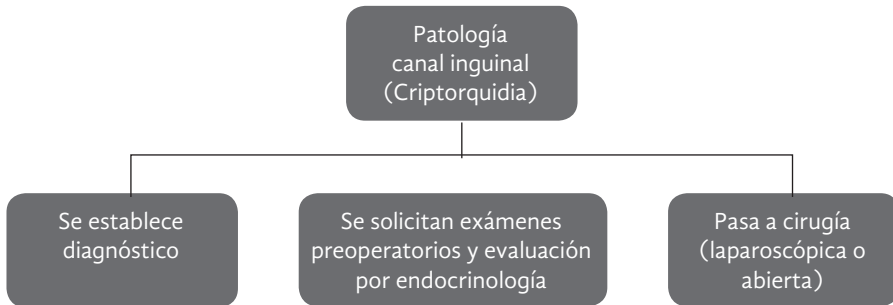 Patología
canal inguinal
(Criptorquidia)
Se establece
diagnóstico
Se solicitan exámenes
preoperatorios y evaluación
por endocrinología
Pasa a cirugía
(laparoscópica o
abierta)